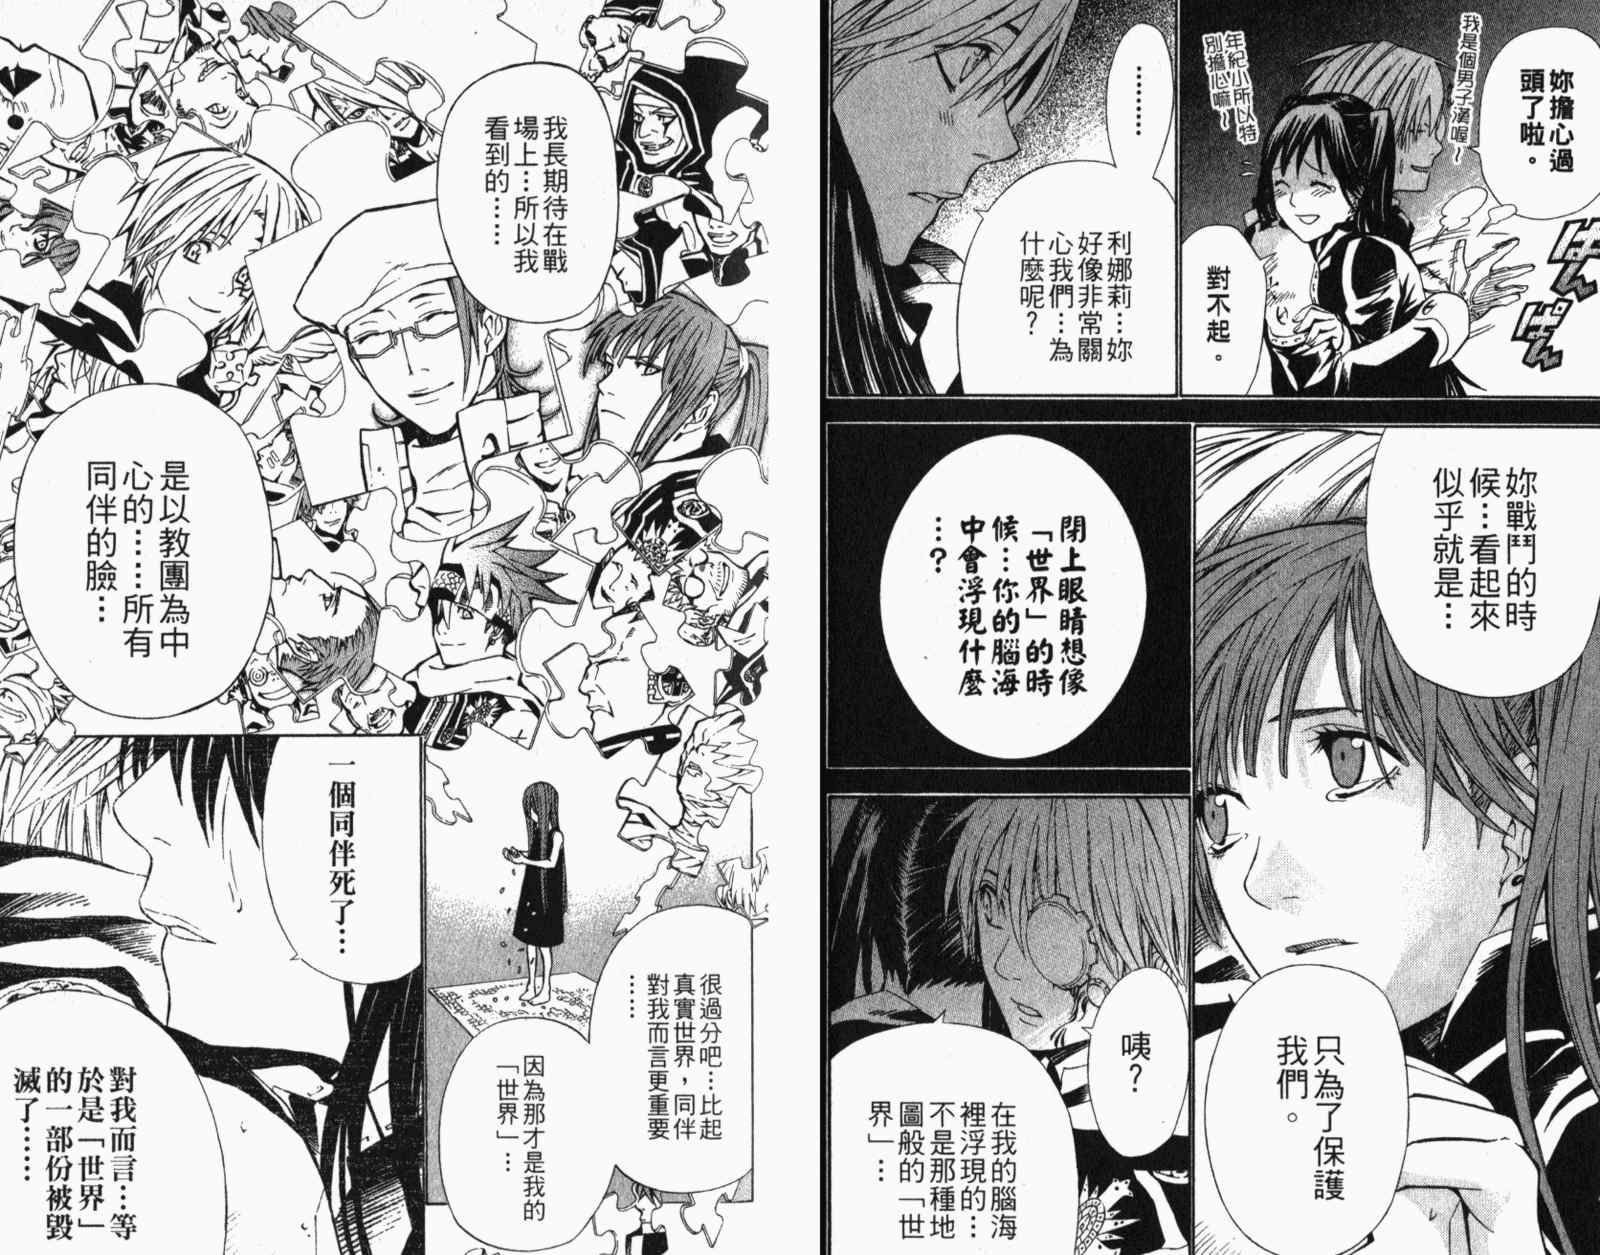 妳擔心過
頭了啦。
我是個男子漢喔~
年紀小所以特
別擔心嘛~
ばん
ばん
對不起．
………
利娜莉…妳
好像非常關
心我們…為
什麼呢？
妳戰鬥的時
候…看起來
似乎就是…
只為了保護
我們。
閉上眼睛想像
「世界」的時
候…你的腦海
中會浮現什麼
…？
咦？
在我的腦海
裡浮現的…
不是那種地
圖般的「世
界」…
我長期待在戰
場上…所以我
看到的……
是以教團為中
心的……所有
同伴的臉…
很過分吧…比起
真實世界，同伴
對我而言更重要
……
因為那才是我的
「世界」…
一個同伴死了…
對我而言…等
於是「世界」
的一部份被毀
滅了……